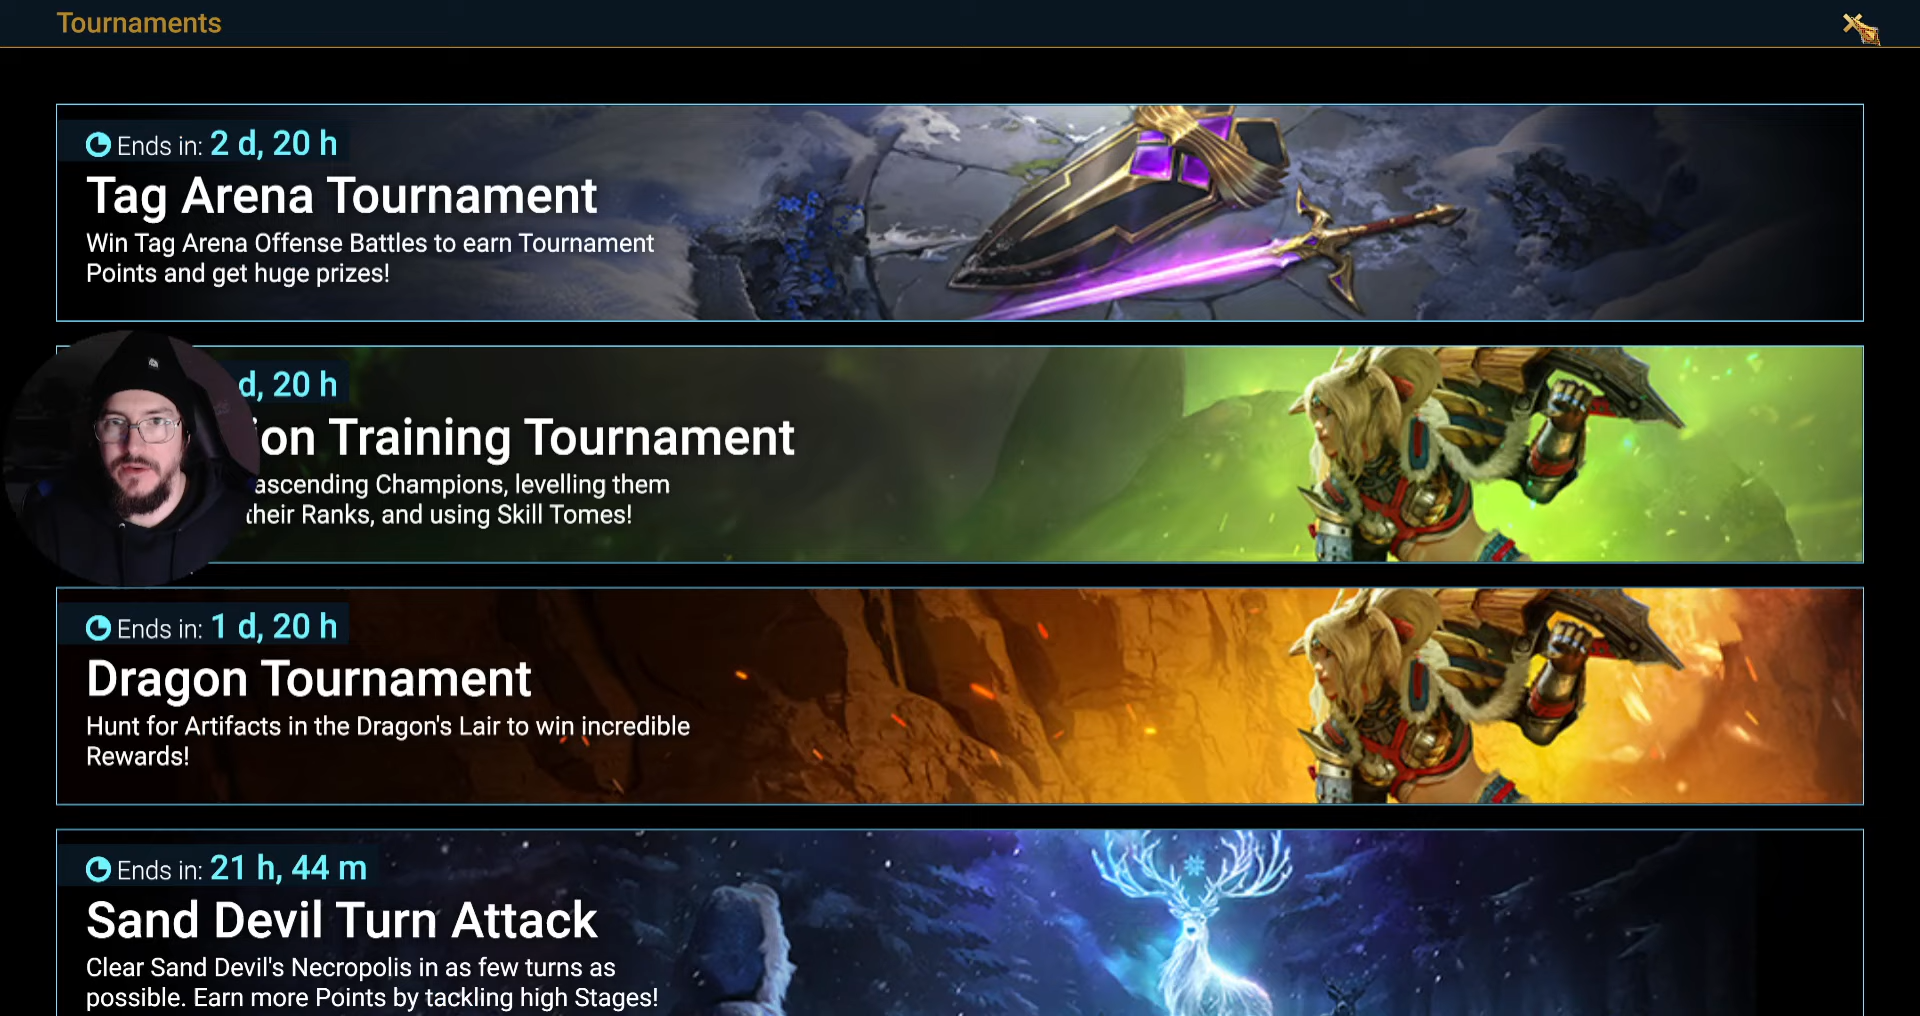 Tournaments
Ends in: 2 d, 20 h
Tag Arena Tournament
Win Tag Arena Offense Battles to earn Tournament
Points and get huge prizes!
d, 20 h
ion Training Tournament
ascending Champions, levelling them
their Ranks, and using Skill Tomes!
Ends in: 1 d, 20 h
Dragon Tournament
Hunt for Artifacts in the Dragon's Lair to win incredible
Rewards!
Ends in: 21 h, 44 m
Sand Devil Turn Attack
Clear Sand Devil's Necropolis in as few turns as
possible. Earn more Points by tackling high Stages!